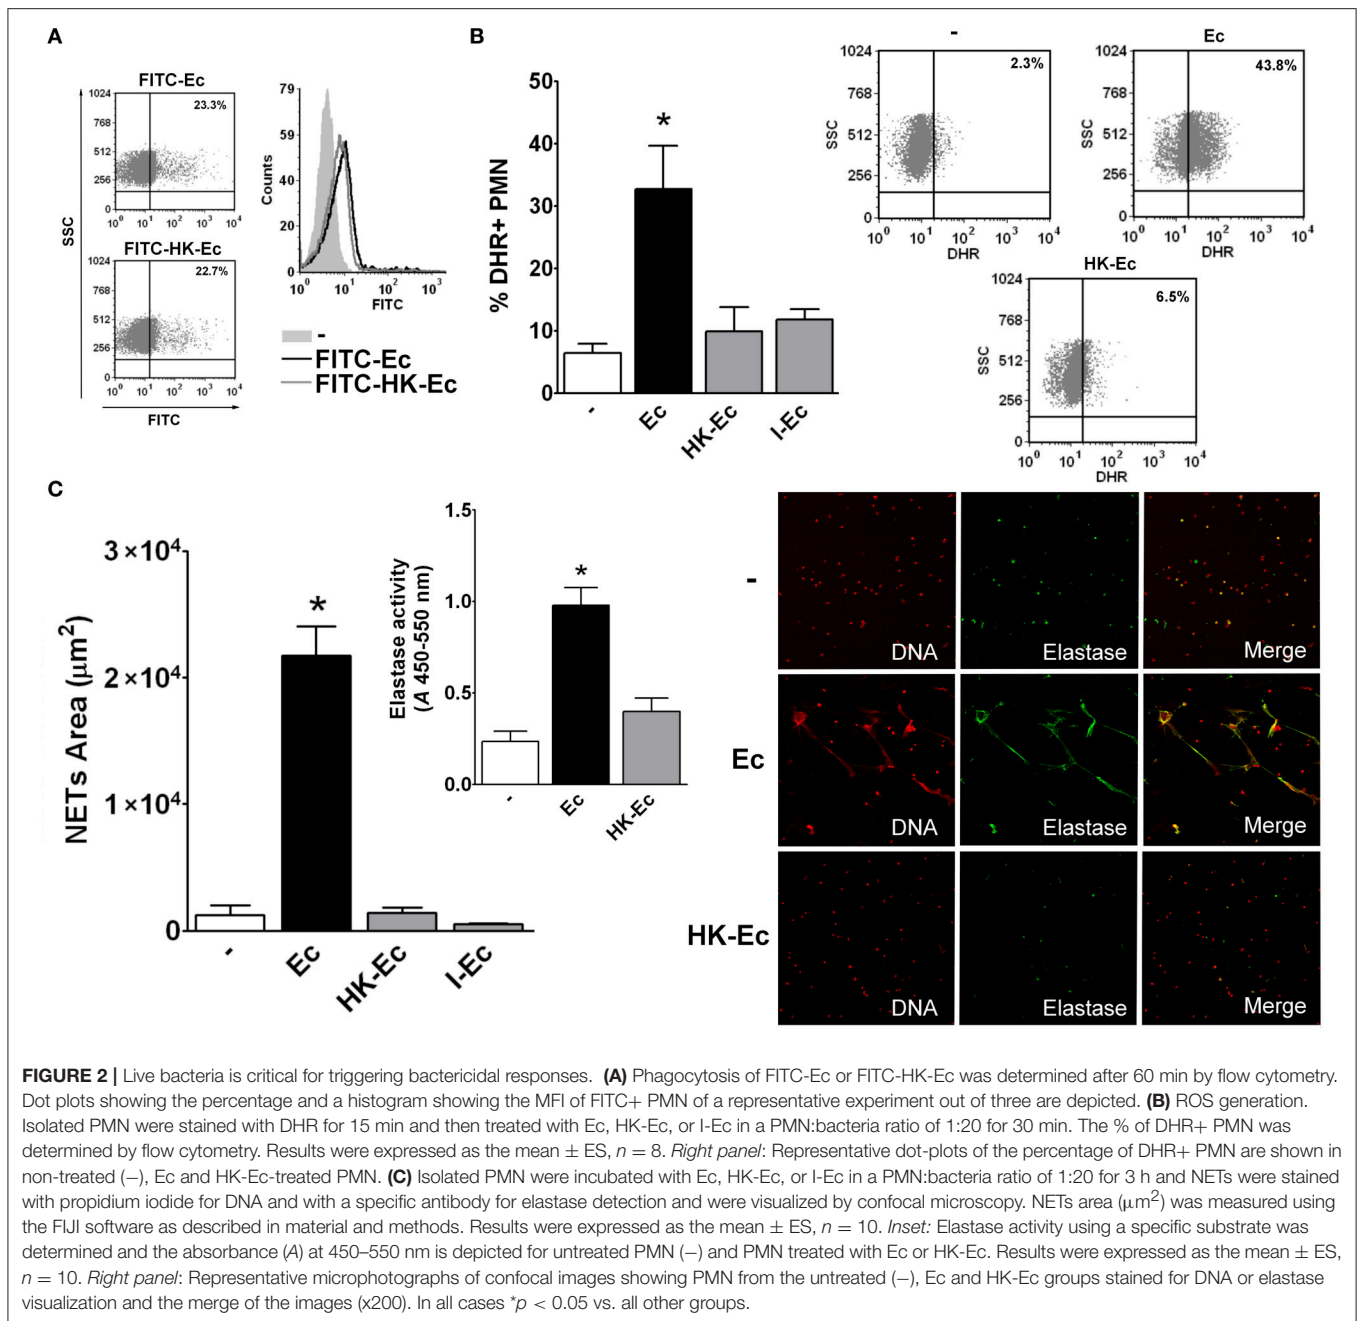 A
FITC-Ec
1024
768
512
256
0
23.3%
10⁰ 10¹ 10² 10³ 10⁴
FITC-HK-Ec
1024
768
512
256
0
22.7%
10⁰ 10¹ 10² 10³ 10⁴
SSC
FITC
79
59
40
20
0
Counts
10⁰ 10¹ 10² 10³
FITC
-
FITC-Ec
FITC-HK-Ec
B
50
40
30
20
10
0
% DHR+ PMN
*
- Ec HK-Ec I-Ec
-
1024
768
512
256
0
SSC
2.3%
10⁰ 10¹ 10² 10³ 10⁴
DHR
Ec
1024
768
512
256
0
SSC
43.8%
10⁰ 10¹ 10² 10³ 10⁴
DHR
HK-Ec
1024
768
512
256
0
SSC
6.5%
10⁰ 10¹ 10² 10³ 10⁴
DHR
C
3×10⁴
2×10⁴
1×10⁴
0
NETs Area (μm²)
*
- Ec HK-Ec I-Ec
1.5
1.0
0.5
0.0
Elastase activity
(A 450-550 nm)
*
- Ec HK-Ec
-
DNA Elastase Merge
Ec
DNA Elastase Merge
HK-Ec
DNA Elastase Merge
FIGURE 2 | Live bacteria is critical for triggering bactericidal responses. (A) Phagocytosis of FITC-Ec or FITC-HK-Ec was determined after 60 min by flow cytometry.
Dot plots showing the percentage and a histogram showing the MFI of FITC+ PMN of a representative experiment out of three are depicted. (B) ROS generation.
Isolated PMN were stained with DHR for 15 min and then treated with Ec, HK-Ec, or I-Ec in a PMN:bacteria ratio of 1:20 for 30 min. The % of DHR+ PMN was
determined by flow cytometry. Results were expressed as the mean ± ES, n = 8. Right panel: Representative dot-plots of the percentage of DHR+ PMN are shown in
non-treated (−), Ec and HK-Ec-treated PMN. (C) Isolated PMN were incubated with Ec, HK-Ec, or I-Ec in a PMN:bacteria ratio of 1:20 for 3 h and NETs were stained
with propidium iodide for DNA and with a specific antibody for elastase detection and were visualized by confocal microscopy. NETs area (μm²) was measured using
the FIJI software as described in material and methods. Results were expressed as the mean ± ES, n = 10. Inset: Elastase activity using a specific substrate was
determined and the absorbance (A) at 450–550 nm is depicted for untreated PMN (−) and PMN treated with Ec or HK-Ec. Results were expressed as the mean ± ES,
n = 10. Right panel: Representative microphotographs of confocal images showing PMN from the untreated (−), Ec and HK-Ec groups stained for DNA or elastase
visualization and the merge of the images (x200). In all cases *p < 0.05 vs. all other groups.